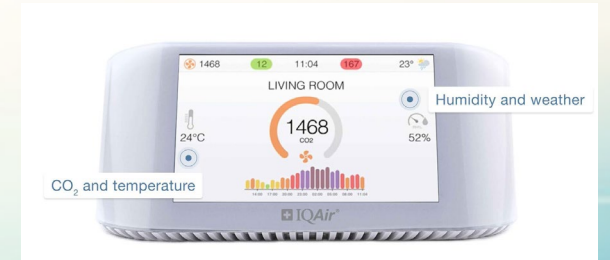 1468 12 11:04 167 23°
LIVING ROOM
Humidity and weather
1468
CO2
24°C
52%
CO₂ and temperature
IQAir®